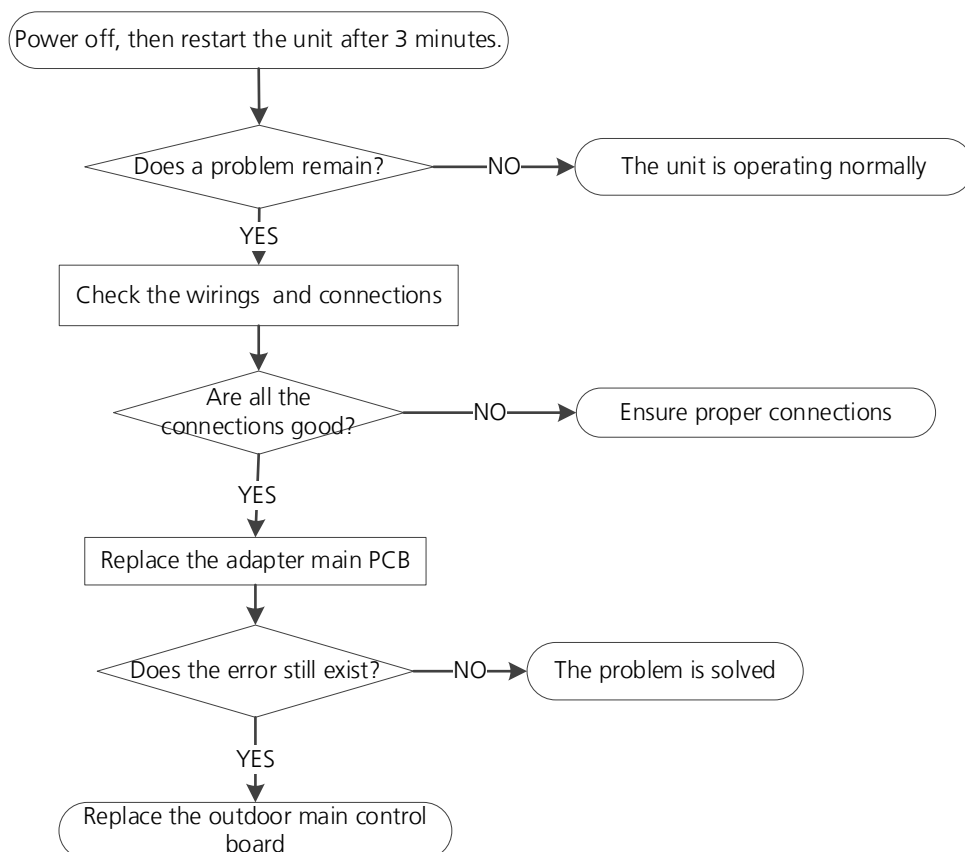 Power off, then restart the unit after 3 minutes.
Does a problem remain?
NO
The unit is operating normally
YES
Check the wirings and connections
Are all the
connections good?
NO
Ensure proper connections
YES
Replace the adapter main PCB
Does the error still exist?
NO
The problem is solved
YES
Replace the outdoor main control
board